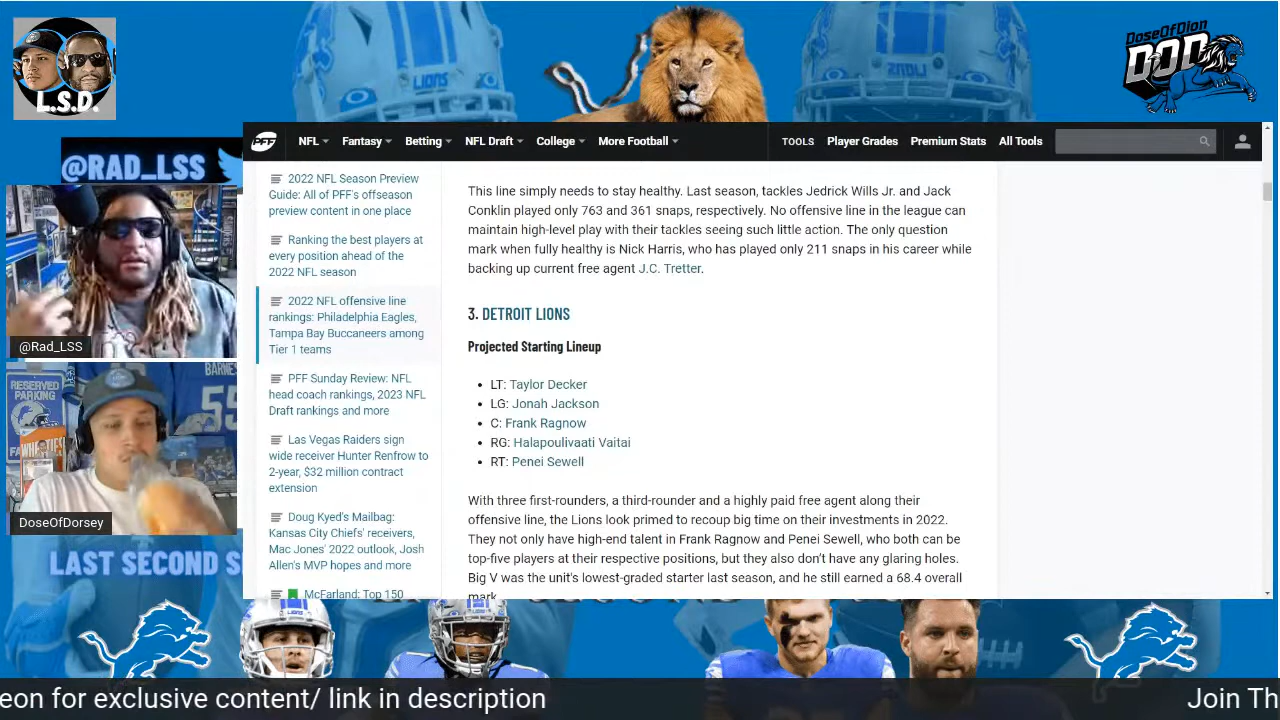 L.S.D.
DoseOfDion
DOD
LIONS
@RAD_LSS
PFF
NFL
Fantasy
Betting
NFL Draft
College
More Football
TOOLS
Player Grades
Premium Stats
All Tools
2022 NFL Season Preview
Guide: All of PFF's offseason
preview content in one place
Ranking the best players at
every position ahead of the
2022 NFL season
2022 NFL offensive line
rankings: Philadelphia Eagles,
Tampa Bay Buccaneers among
Tier 1 teams
PFF Sunday Review: NFL
head coach rankings, 2023 NFL
Draft rankings and more
Las Vegas Raiders sign
wide receiver Hunter Renfrow to
2-year, $32 million contract
extension
Doug Kyed's Mailbag:
Kansas City Chiefs' receivers,
Mac Jones' 2022 outlook, Josh
Allen's MVP hopes and more
McFarland: Top 150
This line simply needs to stay healthy. Last season, tackles Jedrick Wills Jr. and Jack
Conklin played only 763 and 361 snaps, respectively. No offensive line in the league can
maintain high-level play with their tackles seeing such little action. The only question
mark when fully healthy is Nick Harris, who has played only 211 snaps in his career while
backing up current free agent J.C. Tretter.
3. DETROIT LIONS
Projected Starting Lineup
LT: Taylor Decker
LG: Jonah Jackson
C: Frank Ragnow
RG: Halapoulivaati Vaitai
RT: Penei Sewell
With three first-rounders, a third-rounder and a highly paid free agent along their
offensive line, the Lions look primed to recoup big time on their investments in 2022.
They not only have high-end talent in Frank Ragnow and Penei Sewell, who both can be
top-five players at their respective positions, but they also don't have any glaring holes.
Big V was the unit's lowest-graded starter last season, and he still earned a 68.4 overall
mark
@Rad_LSS
RESERVED
PARKING
BARNES
55
DoseOfDorsey
LAST SECOND S
eon for exclusive content/ link in description
Join Th